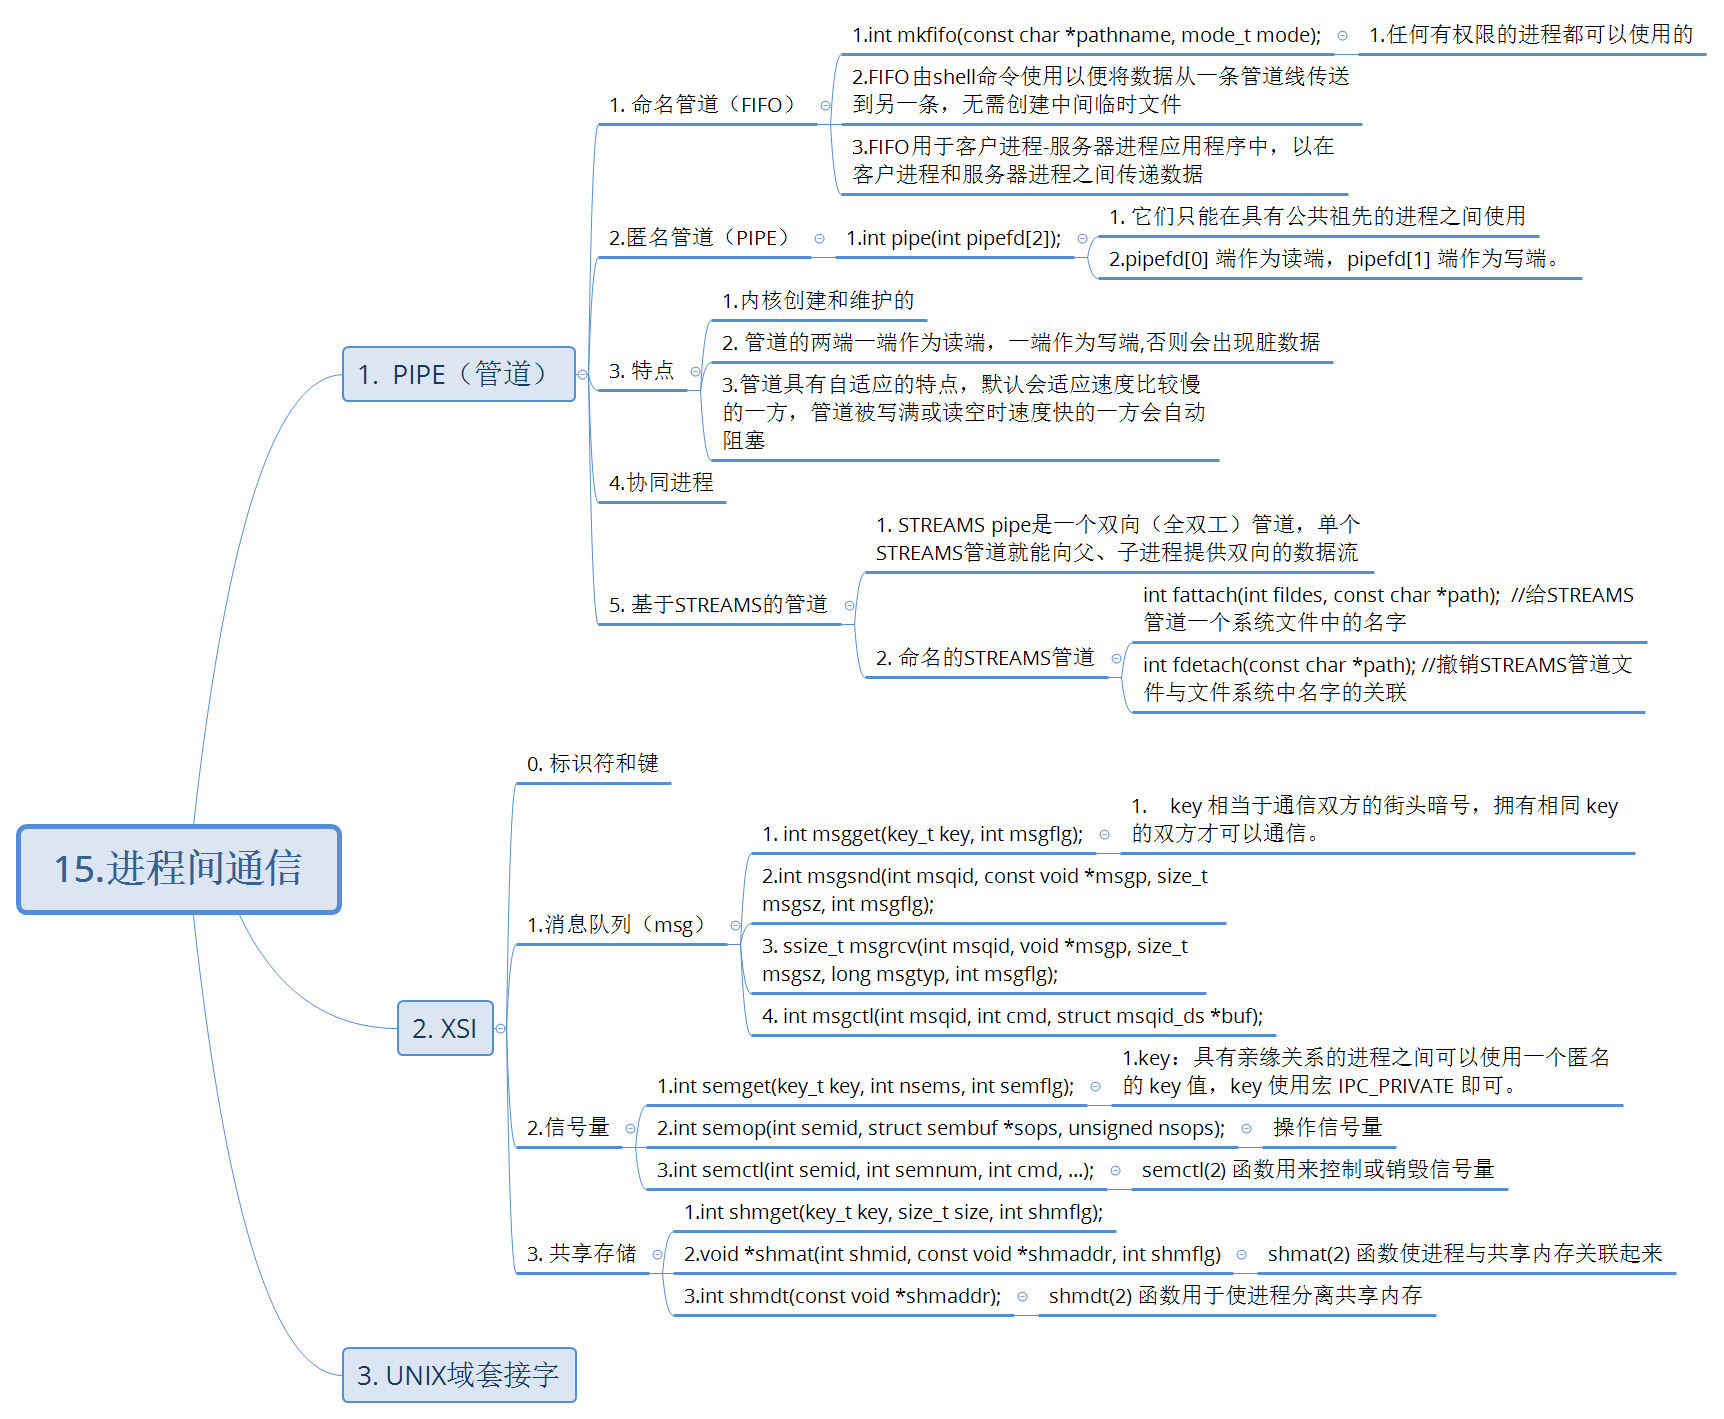 15.进程间通信
1. PIPE（管道）
1. 命名管道（FIFO）
1.int mkfifo(const char *pathname, mode_t mode);
1.任何有权限的进程都可以使用的
2.FIFO由shell命令使用以便将数据从一条管道线传送
到另一条，无需创建中间临时文件
3.FIFO用于客户进程-服务器进程应用程序中，以在
客户进程和服务器进程之间传递数据
2.匿名管道（PIPE）
1.int pipe(int pipefd[2]);
1. 它们只能在具有公共祖先的进程之间使用
2.pipefd[0] 端作为读端，pipefd[1] 端作为写端。
3. 特点
1.内核创建和维护的
2. 管道的两端一端作为读端，一端作为写端,否则会出现脏数据
3.管道具有自适应的特点，默认会适应速度比较慢
的一方，管道被写满或读空时速度快的一方会自动
阻塞
4.协同进程
5. 基于STREAMS的管道
1. STREAMS pipe是一个双向（全双工）管道，单个
STREAMS管道就能向父、子进程提供双向的数据流
2. 命名的STREAMS管道
int fattach(int fildes, const char *path);  //给STREAMS
管道一个系统文件中的名字
int fdetach(const char *path); //撤销STREAMS管道文
件与文件系统中名字的关联
2. XSI
0. 标识符和键
1.消息队列（msg）
1. int msgget(key_t key, int msgflg);
1.    key 相当于通信双方的街头暗号，拥有相同 key
的双方才可以通信。
2.int msgsnd(int msqid, const void *msgp, size_t
msgsz, int msgflg);
3. ssize_t msgrcv(int msqid, void *msgp, size_t
msgsz, long msgtyp, int msgflg);
4. int msgctl(int msqid, int cmd, struct msqid_ds *buf);
2.信号量
1.int semget(key_t key, int nsems, int semflg);
1.key：具有亲缘关系的进程之间可以使用一个匿名
的 key 值，key 使用宏 IPC_PRIVATE 即可。
2.int semop(int semid, struct sembuf *sops, unsigned nsops);
操作信号量
3.int semctl(int semid, int semnum, int cmd, ...);
semctl(2) 函数用来控制或销毁信号量
3. 共享存储
1.int shmget(key_t key, size_t size, int shmflg);
2.void *shmat(int shmid, const void *shmaddr, int shmflg)
shmat(2) 函数使进程与共享内存关联起来
3.int shmdt(const void *shmaddr);
shmdt(2) 函数用于使进程分离共享内存
3. UNIX域套接字